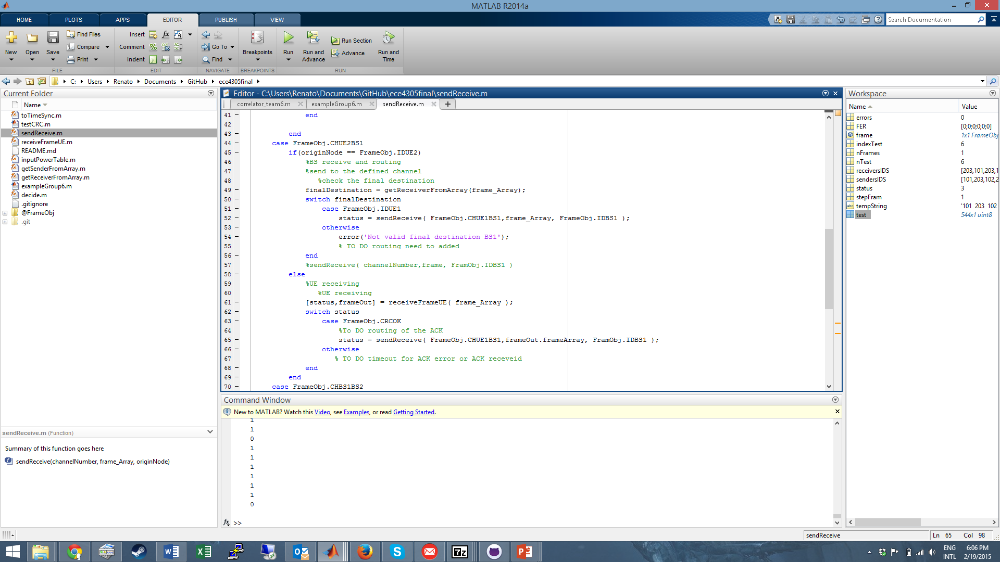 MATLAB R2014a
HOME PLOTS APPS EDITOR PUBLISH VIEW
Search Documentation
New Open Save Find Files Compare Print
Insert fx
Comment
Indent
Go To Find
Breakpoints
Run Run and Advance Run Section Advance Run and Time
FILE EDIT NAVIGATE BREAKPOINTS RUN
C: Users Renato Documents GitHub ece4305final
Current Folder
Name
toTimeSync.m
testCRC.m
sendReceive.m
receiveFrameUE.m
README.md
inputPowerTable.m
getSenderFromArray.m
getReceiverFromArray.m
exampleGroup6.m
decide.m
.gitignore
@FrameObj
.git
sendReceive.m (Function)
Summary of this function goes here
sendReceive(channelNumber, frame_Array, originNode)
Editor - C:\Users\Renato\Documents\GitHub\ece4305final\sendReceive.m
correlator_team6.m exampleGroup6.m sendReceive.m
41 end
42
43 end
44 case FrameObj.CHUE2BS1
45 if(originNode == FrameObj.IDUE2)
46 %BS receive and routing
47 %send to the defined channel
48 %check the final destination
49 finalDestination = getReceiverFromArray(frame_Array);
50 switch finalDestination
51 case FrameObj.IDUE1
52 status = sendReceive( FrameObj.CHUE1BS1,frame_Array, FrameObj.IDBS1 );
53 otherwise
54 error('Not valid final destination BS1');
55 % TO DO routing need to added
56 end
57 %sendReceive( channelNumber,frame, FramObj.IDBS1 )
58 else
59 %UE receiving
60 %UE receiving
61 [status,frameOut] = receiveFrameUE( frame_Array );
62 switch status
63 case FrameObj.CRCOK
64 %To DO routing of the ACK
65 status = sendReceive( FrameObj.CHUE1BS1,frameOut.frameArray, FramObj.IDBS1 );
66 otherwise
67 % TO DO timeout for ACK error or ACK receveid
68 end
69 end
70 case FrameObj.CHBS1BS2
Command Window
New to MATLAB? Watch this Video, see Examples, or read Getting Started.
1
1
0
1
1
1
1
1
1
0
fx >>
Workspace
Name Value
errors 0
FER [0;0;0;0;0;0]
frame 1x1 FrameObj
indexTest 6
nFrames 1
nTest 6
receiversIDS [203,101,203,1
sendersIDS [101,203,102,2
status 3
stepFram 1
abc tempString '101 203 102
test 544x1 uint8
sendReceive Ln 65 Col 98
ENG INTL
6:06 PM
2/19/2015